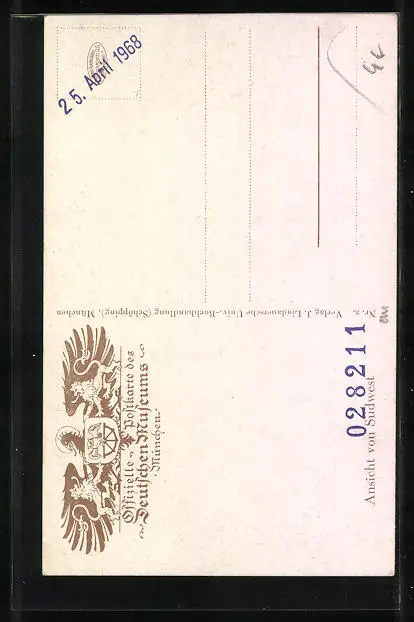 Offizielle Postkarte des
Deutschen Museums
München
Ansicht von Südwest
028211
Nr. 2. Verlag J. Lindauersche Univ.-Buchhandlung (Schöpping), München
25. April 1968